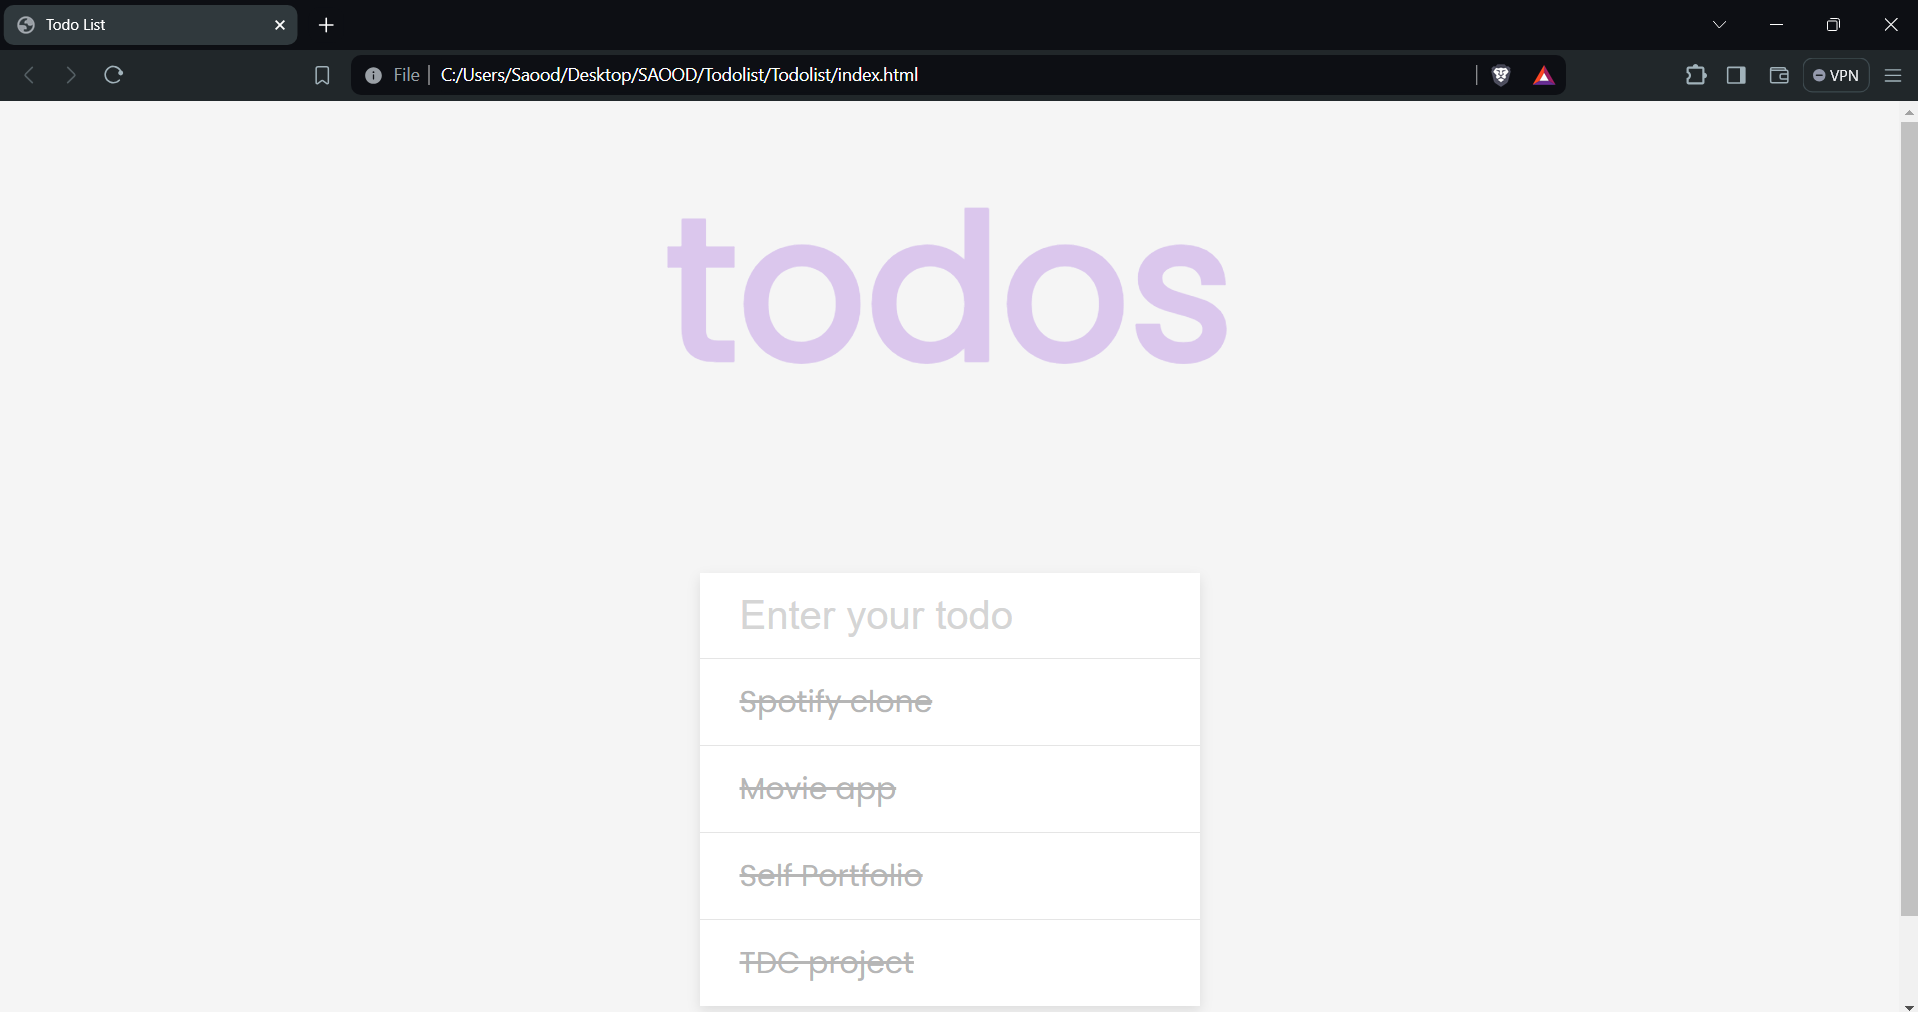 Todo List
File
C:/Users/Saood/Desktop/SAOOD/Todolist/Todolist/index.html
VPN
todos
Enter your todo
Spotify clone
Movie app
Self Portfolio
TDC project